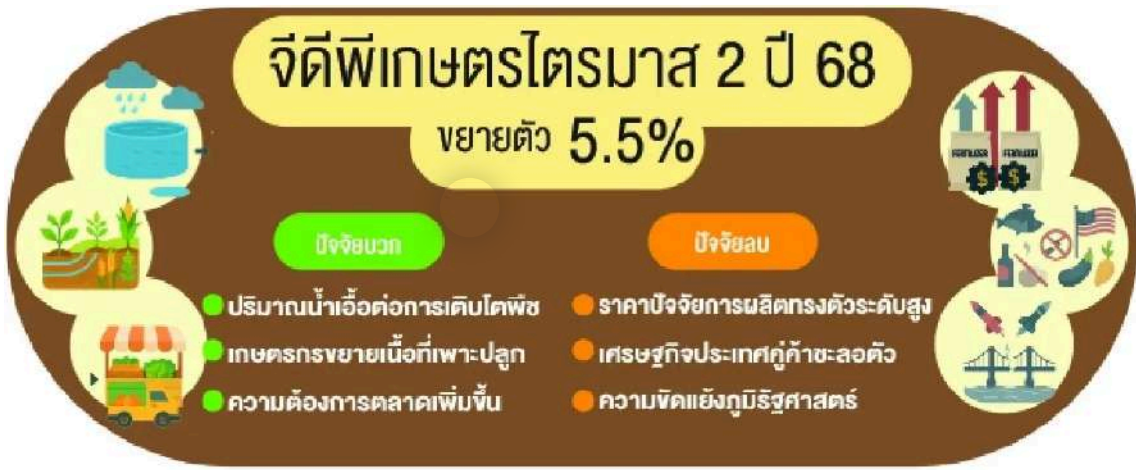 จีดีพีเกษตรไตรมาส 2 ปี 68
ขยายตัว 5.5%
ปัจจัยบวก
ปริมาณน้ำเอื้อต่อการเติบโตพืช
เกษตรกรขยายเนื้อที่เพาะปลูก
ความต้องการตลาดเพิ่มขึ้น
ปัจจัยลบ
ราคาปัจจัยการผลิตทรงตัวระดับสูง
เศรษฐกิจประเทศคู่ค้าชะลอตัว
ความขัดแย้งภูมิรัฐศาสตร์